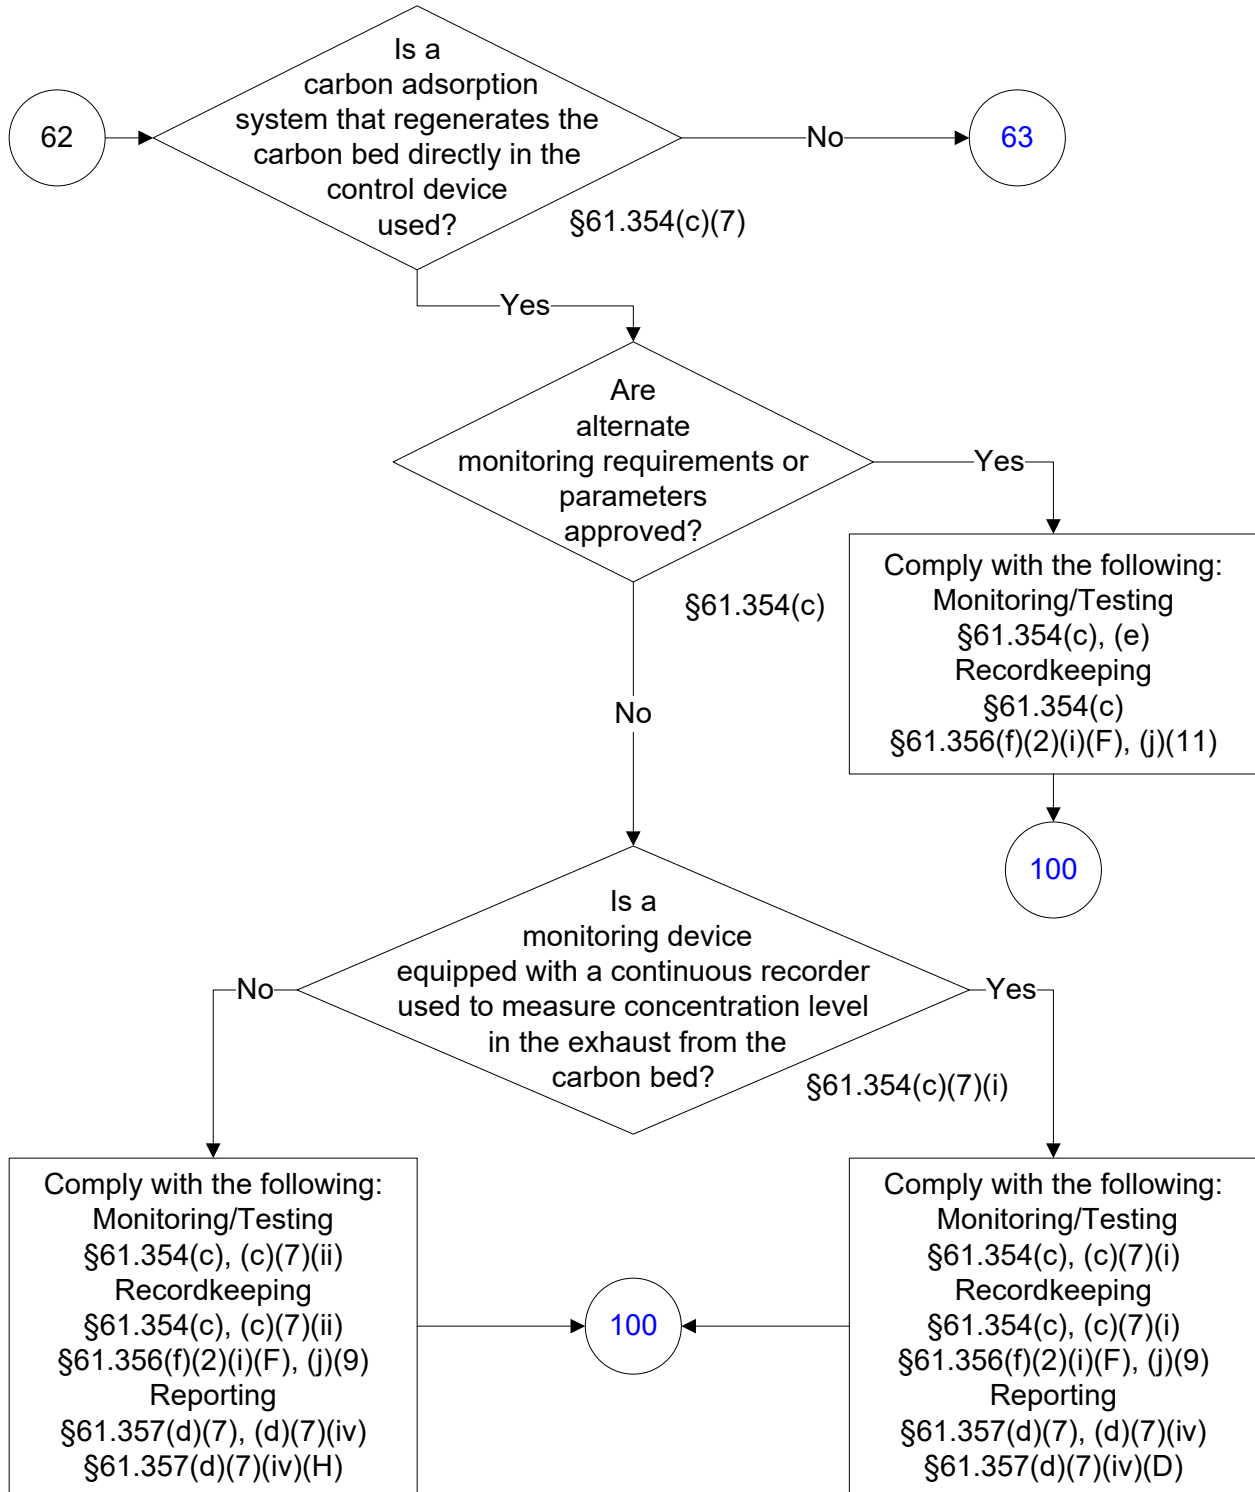 62
Is a
carbon adsorption
system that regenerates the
carbon bed directly in the
control device
used?
§61.354(c)(7)
No
63
Yes
Are
alternate
monitoring requirements or
parameters
approved?
§61.354(c)
Yes
Comply with the following:
Monitoring/Testing
§61.354(c), (e)
Recordkeeping
§61.354(c)
§61.356(f)(2)(i)(F), (j)(11)
100
No
Is a
monitoring device
equipped with a continuous recorder
used to measure concentration level
in the exhaust from the
carbon bed?
§61.354(c)(7)(i)
No
Yes
Comply with the following:
Monitoring/Testing
§61.354(c), (c)(7)(ii)
Recordkeeping
§61.354(c), (c)(7)(ii)
§61.356(f)(2)(i)(F), (j)(9)
Reporting
§61.357(d)(7), (d)(7)(iv)
§61.357(d)(7)(iv)(H)
100
Comply with the following:
Monitoring/Testing
§61.354(c), (c)(7)(i)
Recordkeeping
§61.354(c), (c)(7)(i)
§61.356(f)(2)(i)(F), (j)(9)
Reporting
§61.357(d)(7), (d)(7)(iv)
§61.357(d)(7)(iv)(D)